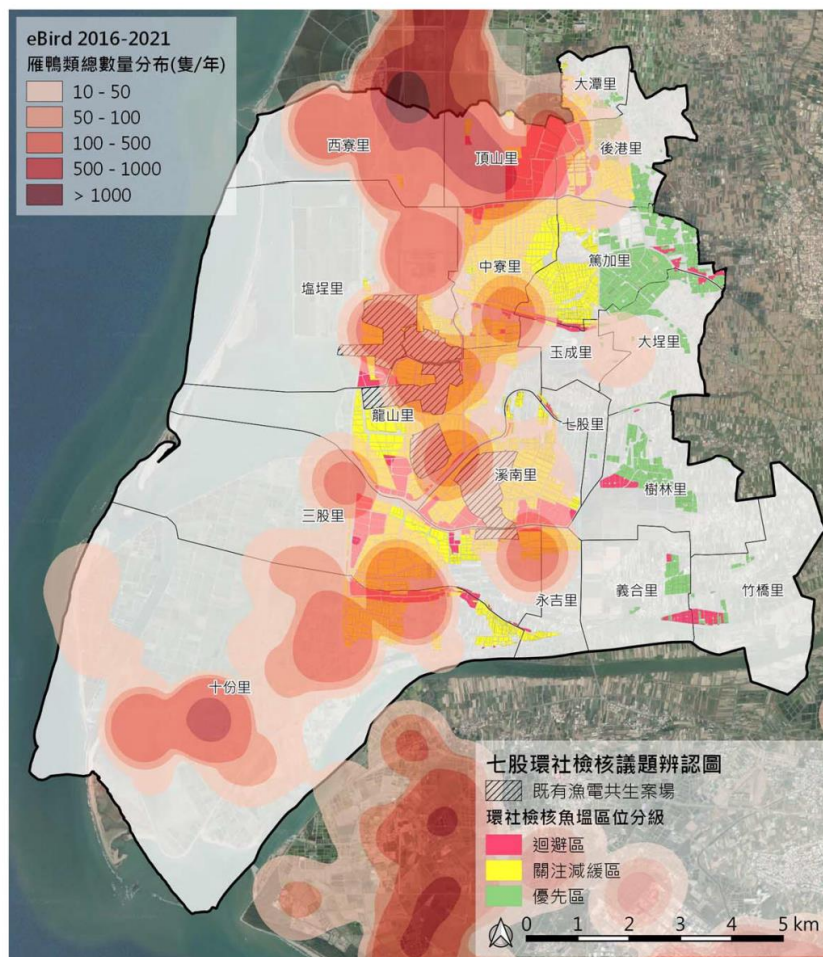 eBird 2016-2021
雁鴨類總數量分布(隻/年)
10 - 50
50 - 100
100 - 500
500 - 1000
> 1000
大潭里
西寮里
頂山里
後港里
中寮里
篤加里
塩埕里
玉成里
大埕里
龍山里
七股里
溪南里
樹林里
三股里
永吉里
義合里
竹橋里
十份里
七股環社檢核議題辨認圖
既有漁電共生案場
環社檢核魚塭區位分級
迴避區
關注減緩區
優先區
0 1 2 3 4 5 km